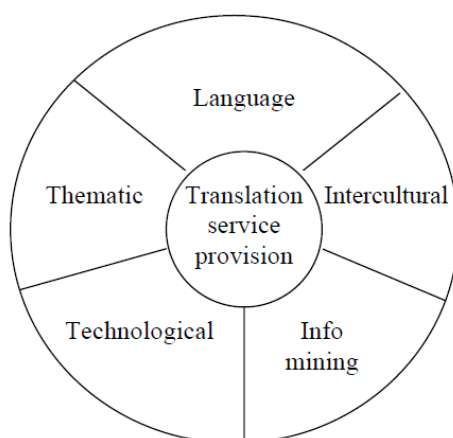 Language
Thematic
Translation
service
provision
Intercultural
Technological
Info
mining